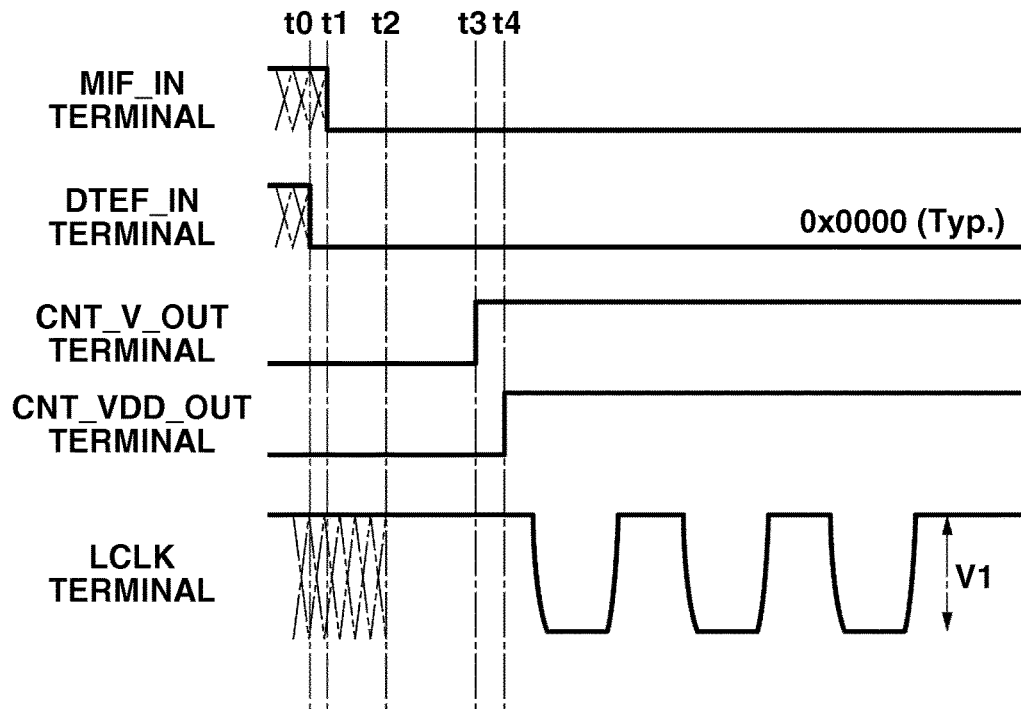 t0 t1 t2 t3 t4
MIF_IN
TERMINAL
DTEF_IN
TERMINAL
0x0000 (Typ.)
CNT_V_OUT
TERMINAL
CNT_VDD_OUT
TERMINAL
LCLK
TERMINAL
V1